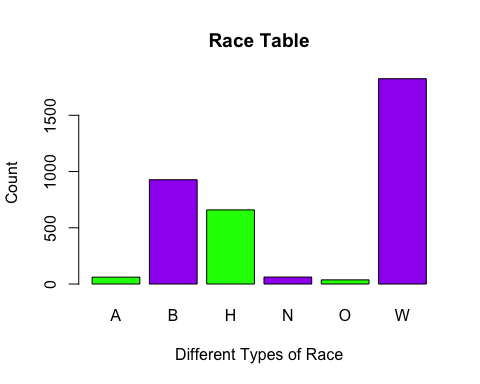 Race Table
Count
1500
1000
500
0
A B H N O W
Different Types of Race